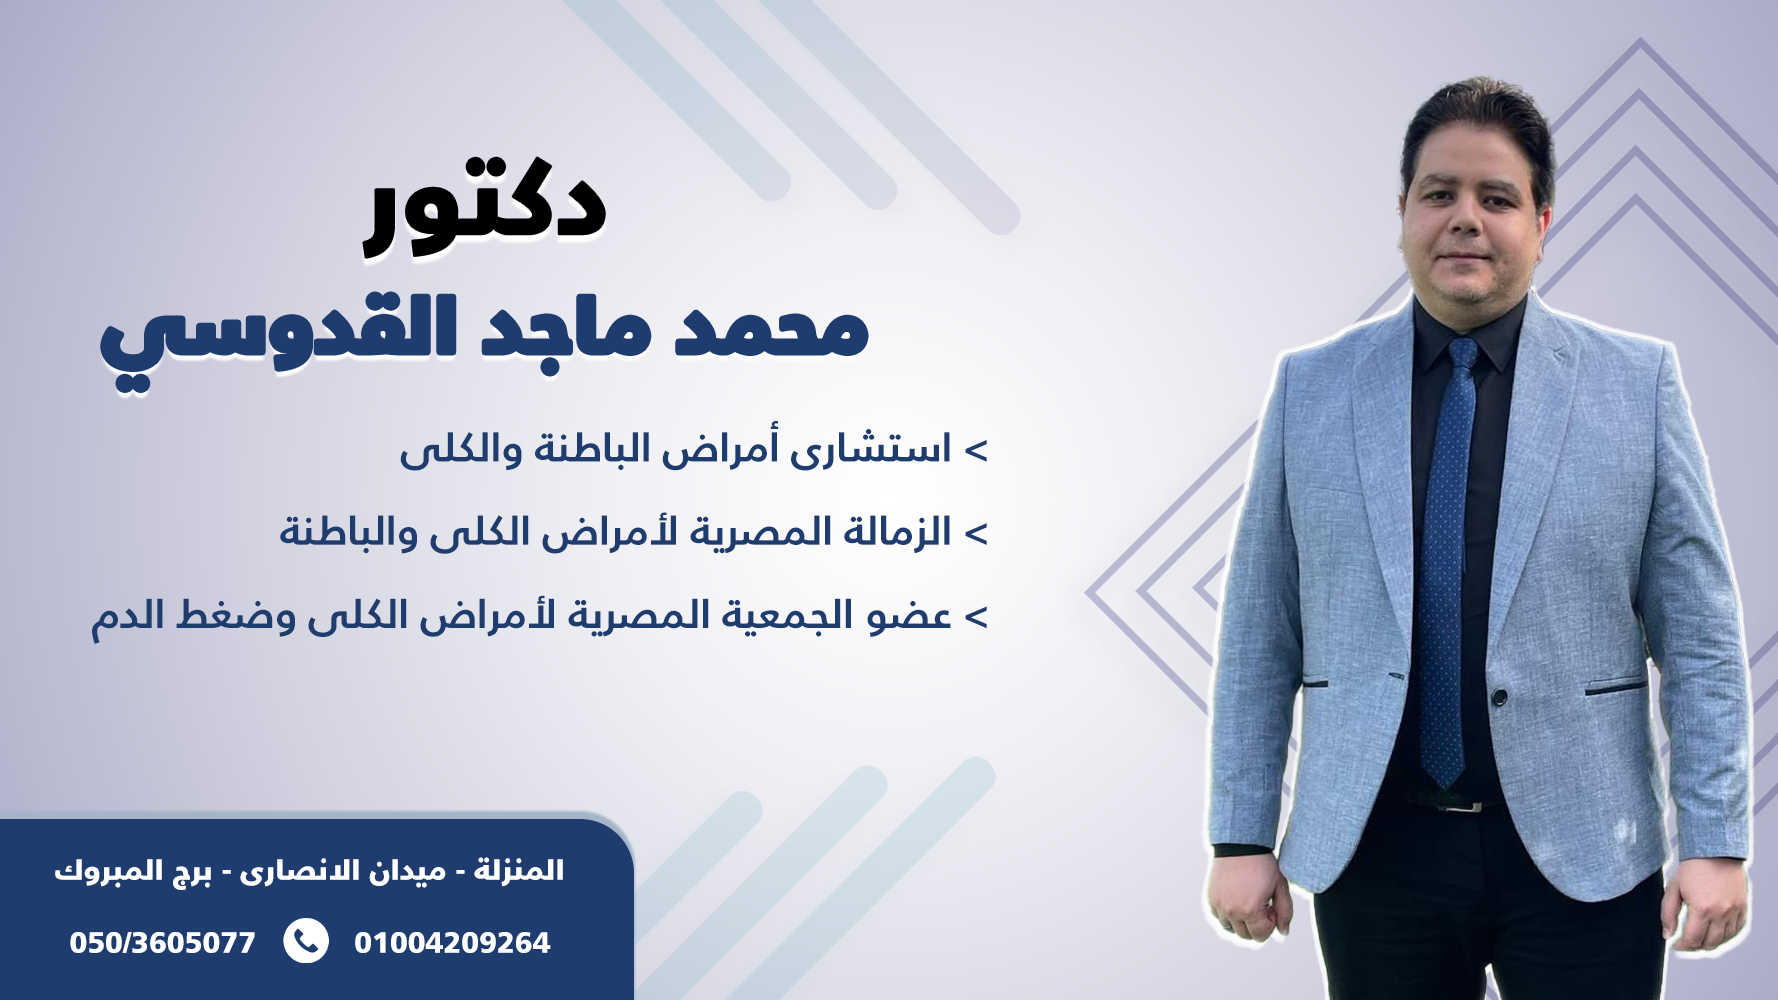 دكتور
محمد ماجد القدوسي
> استشارى أمراض الباطنة والكلى
> الزمالة المصرية لأمراض الكلى والباطنة
> عضو الجمعية المصرية لأمراض الكلى وضغط الدم
المنزلة - ميدان الانصارى - برج المبروك
050/3605077 01004209264